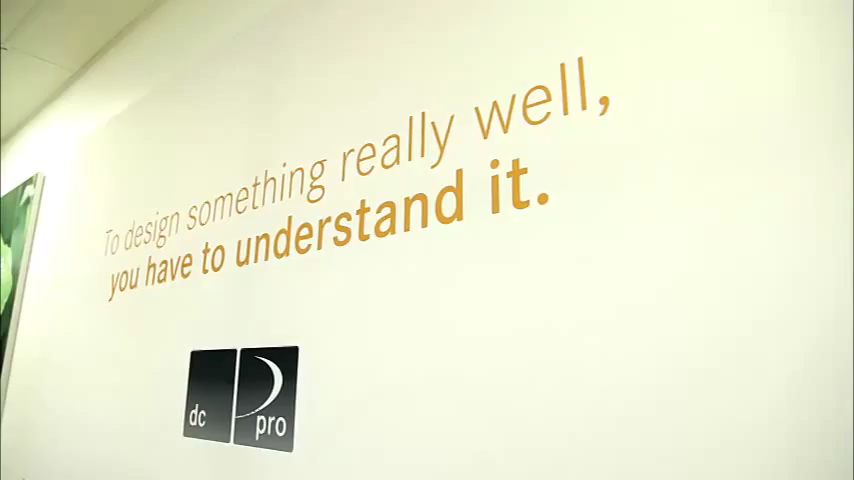 To design something really well,
you have to understand it.
dc pro